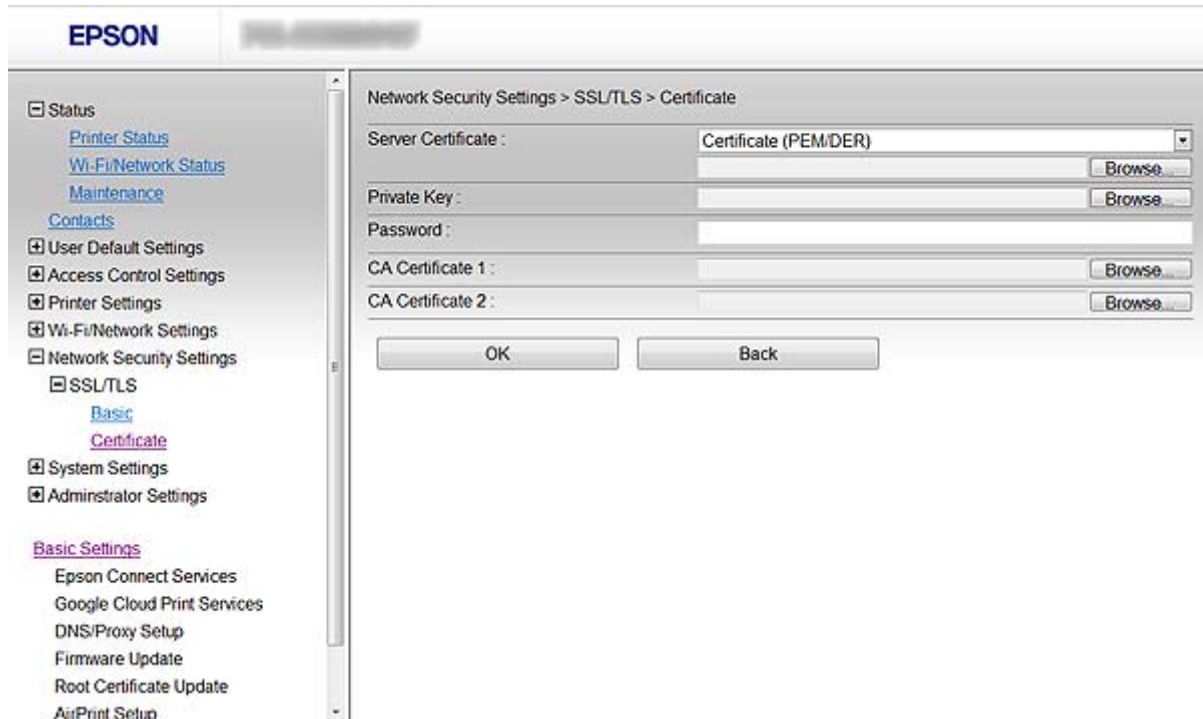 EPSON
Status
Printer Status
Wi-Fi/Network Status
Maintenance
Contacts
User Default Settings
Access Control Settings
Printer Settings
Wi-Fi/Network Settings
Network Security Settings
SSL/TLS
Basic
Certificate
System Settings
Adminstrator Settings
Basic Settings
Epson Connect Services
Google Cloud Print Services
DNS/Proxy Setup
Firmware Update
Root Certificate Update
AirPrint Setup
Network Security Settings > SSL/TLS > Certificate
Server Certificate : Certificate (PEM/DER)
Browse...
Private Key : Browse...
Password :
CA Certificate 1 : Browse...
CA Certificate 2 : Browse...
OK Back